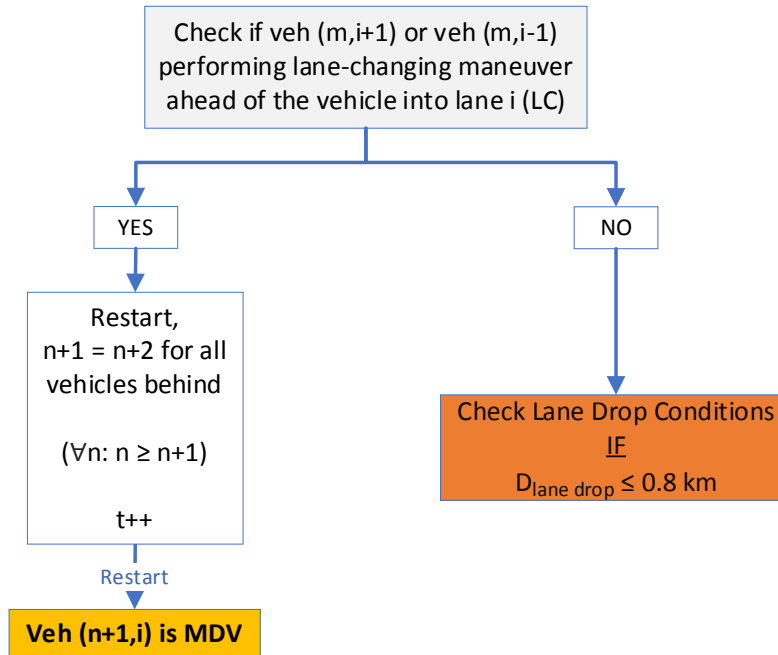 Check if veh (m,i+1) or veh (m,i-1)
performing lane-changing maneuver
ahead of the vehicle into lane i (LC)
YES
NO
Restart,
n+1 = n+2 for all
vehicles behind
(∀n: n ≥ n+1)
t++
Check Lane Drop Conditions
IF
Dlane drop ≤ 0.8 km
Restart
Veh (n+1,i) is MDV